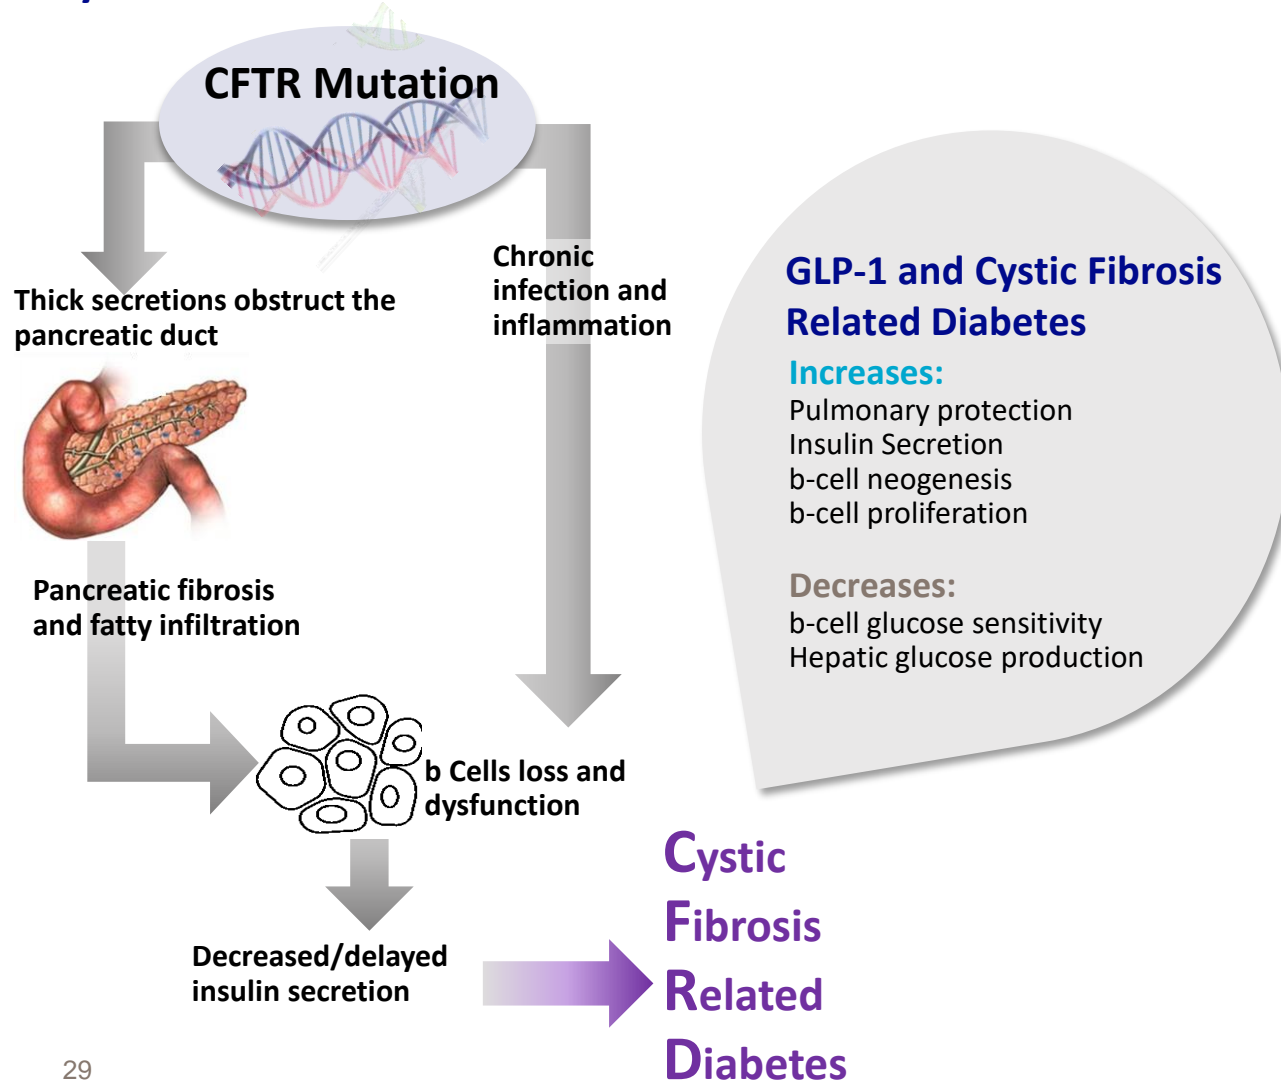 CFTR Mutation
Thick secretions obstruct the
pancreatic duct
Chronic
infection and
inflammation
Pancreatic fibrosis
and fatty infiltration
b Cells loss and
dysfunction
Decreased/delayed
insulin secretion
Cystic
Fibrosis
Related
Diabetes
GLP-1 and Cystic Fibrosis
Related Diabetes
Increases:
Pulmonary protection
Insulin Secretion
b-cell neogenesis
b-cell proliferation
Decreases:
b-cell glucose sensitivity
Hepatic glucose production
29